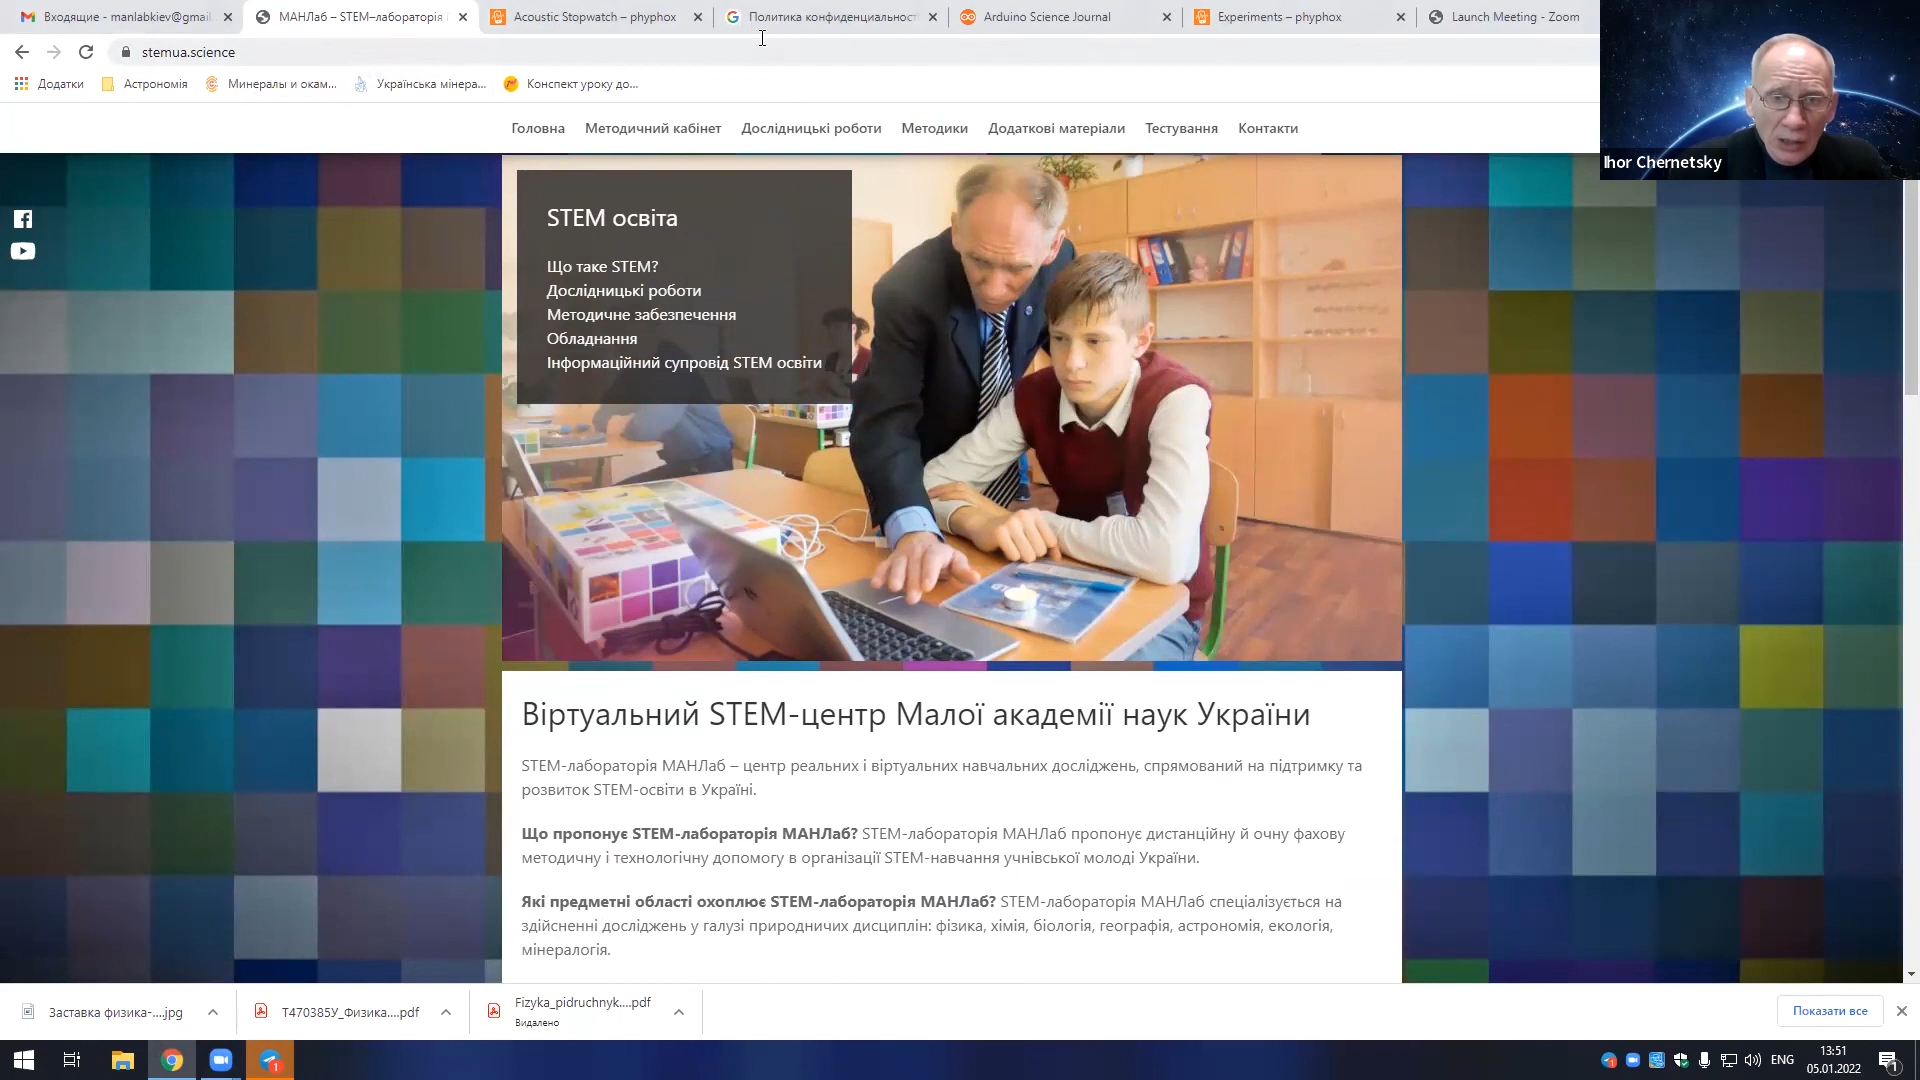 Входящие - manlabkiev@gmail
МАНЛаб – STEM–лабораторія
Acoustic Stopwatch – phyphox
Политика конфиденциальност
Arduino Science Journal
Experiments – phyphox
Launch Meeting - Zoom
stemua.science
Додатки
Астрономія
Минералы и окам...
Українська мінера...
Конспект уроку до...
Головна
Методичний кабінет
Дослідницькі роботи
Методики
Додаткові матеріали
Тестування
Контакти
Ihor Chernetsky
STEM освіта
Що таке STEM?
Дослідницькі роботи
Методичне забезпечення
Обладнання
Інформаційний супровід STEM освіти
Віртуальний STEM-центр Малої академії наук України
STEM-лабораторія МАНЛаб – центр реальних і віртуальних навчальних досліджень, спрямований на підтримку та
розвиток STEM-освіти в Україні.
Що пропонує STEM-лабораторія МАНЛаб? STEM-лабораторія МАНЛаб пропонує дистанційну й очну фахову
методичну і технологічну допомогу в організації STEM-навчання учнівської молоді України.
Які предметні області охоплює STEM-лабораторія МАНЛаб? STEM-лабораторія МАНЛаб спеціалізується на
здійсненні досліджень у галузі природничих дисциплін: фізика, хімія, біологія, географія, астрономія, екологія,
мінералогія.
Заставка физика-....jpg
Т470385У_Физика....pdf
Fizyka_pidruchnyk....pdf
Видалено
Показати все
ENG
13:51
05.01.2022